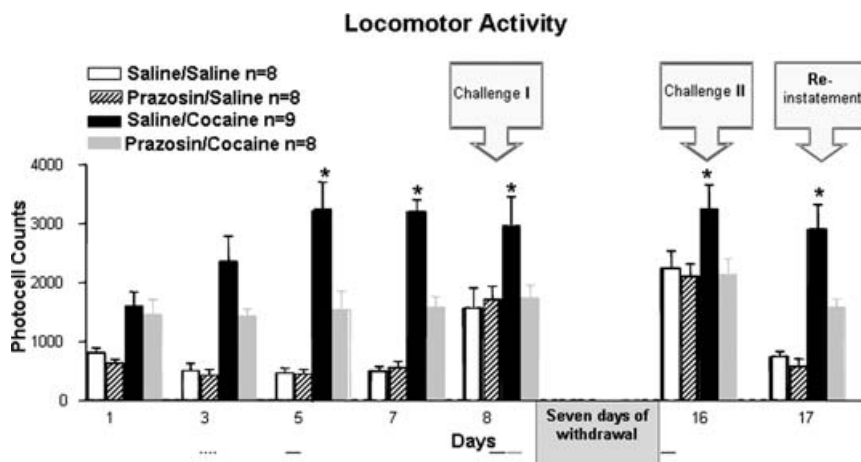 Locomotor Activity
Saline/Saline n=8
Prazosin/Saline n=8
Saline/Cocaine n=9
Prazosin/Cocaine n=8
Challenge I
Challenge II
Re-
instatement
Photocell Counts
4000
3000
2000
1000
0
* * * * *
1 3 5 7 8 16 17
Days
Seven days of
withdrawal